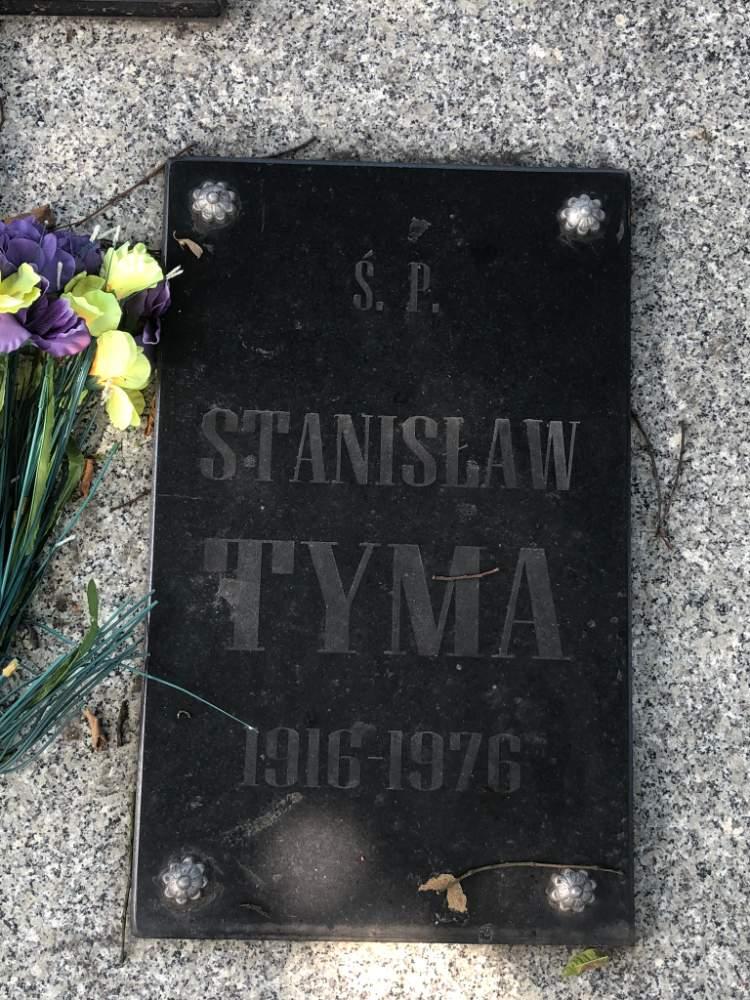 Ś. P.
STANISŁAW
TYMA
1916-1976